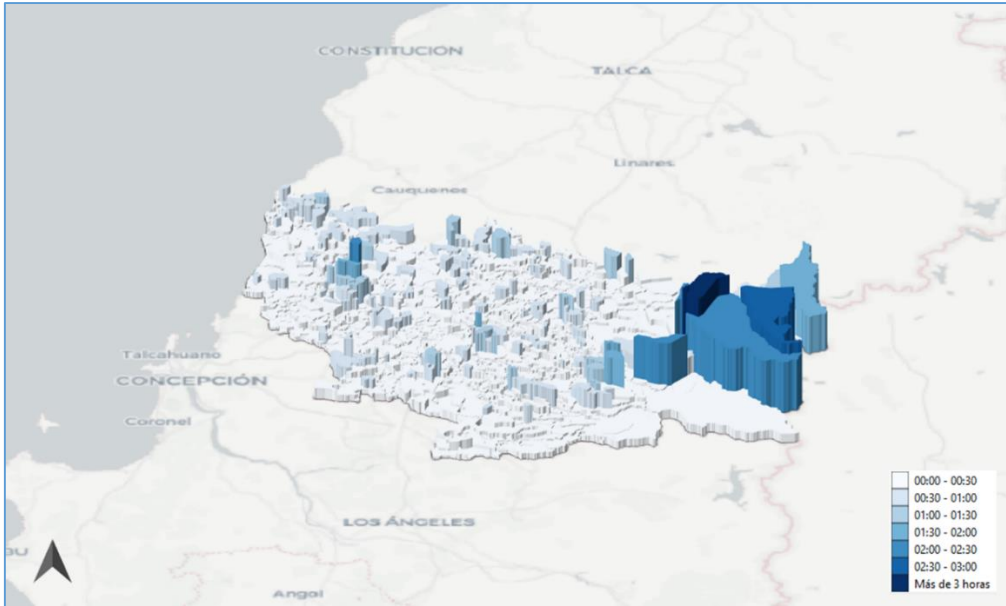 CONSTITUCION
TALCA
Linares
Cauquenes
Talcahuano
CONCEPCIÓN
Coronel
LOS ÁNGELES
Angol
00:00 - 00:30
00:30 - 01:00
01:00 - 01:30
01:30 - 02:00
02:00 - 02:30
02:30 - 03:00
Más de 3 horas